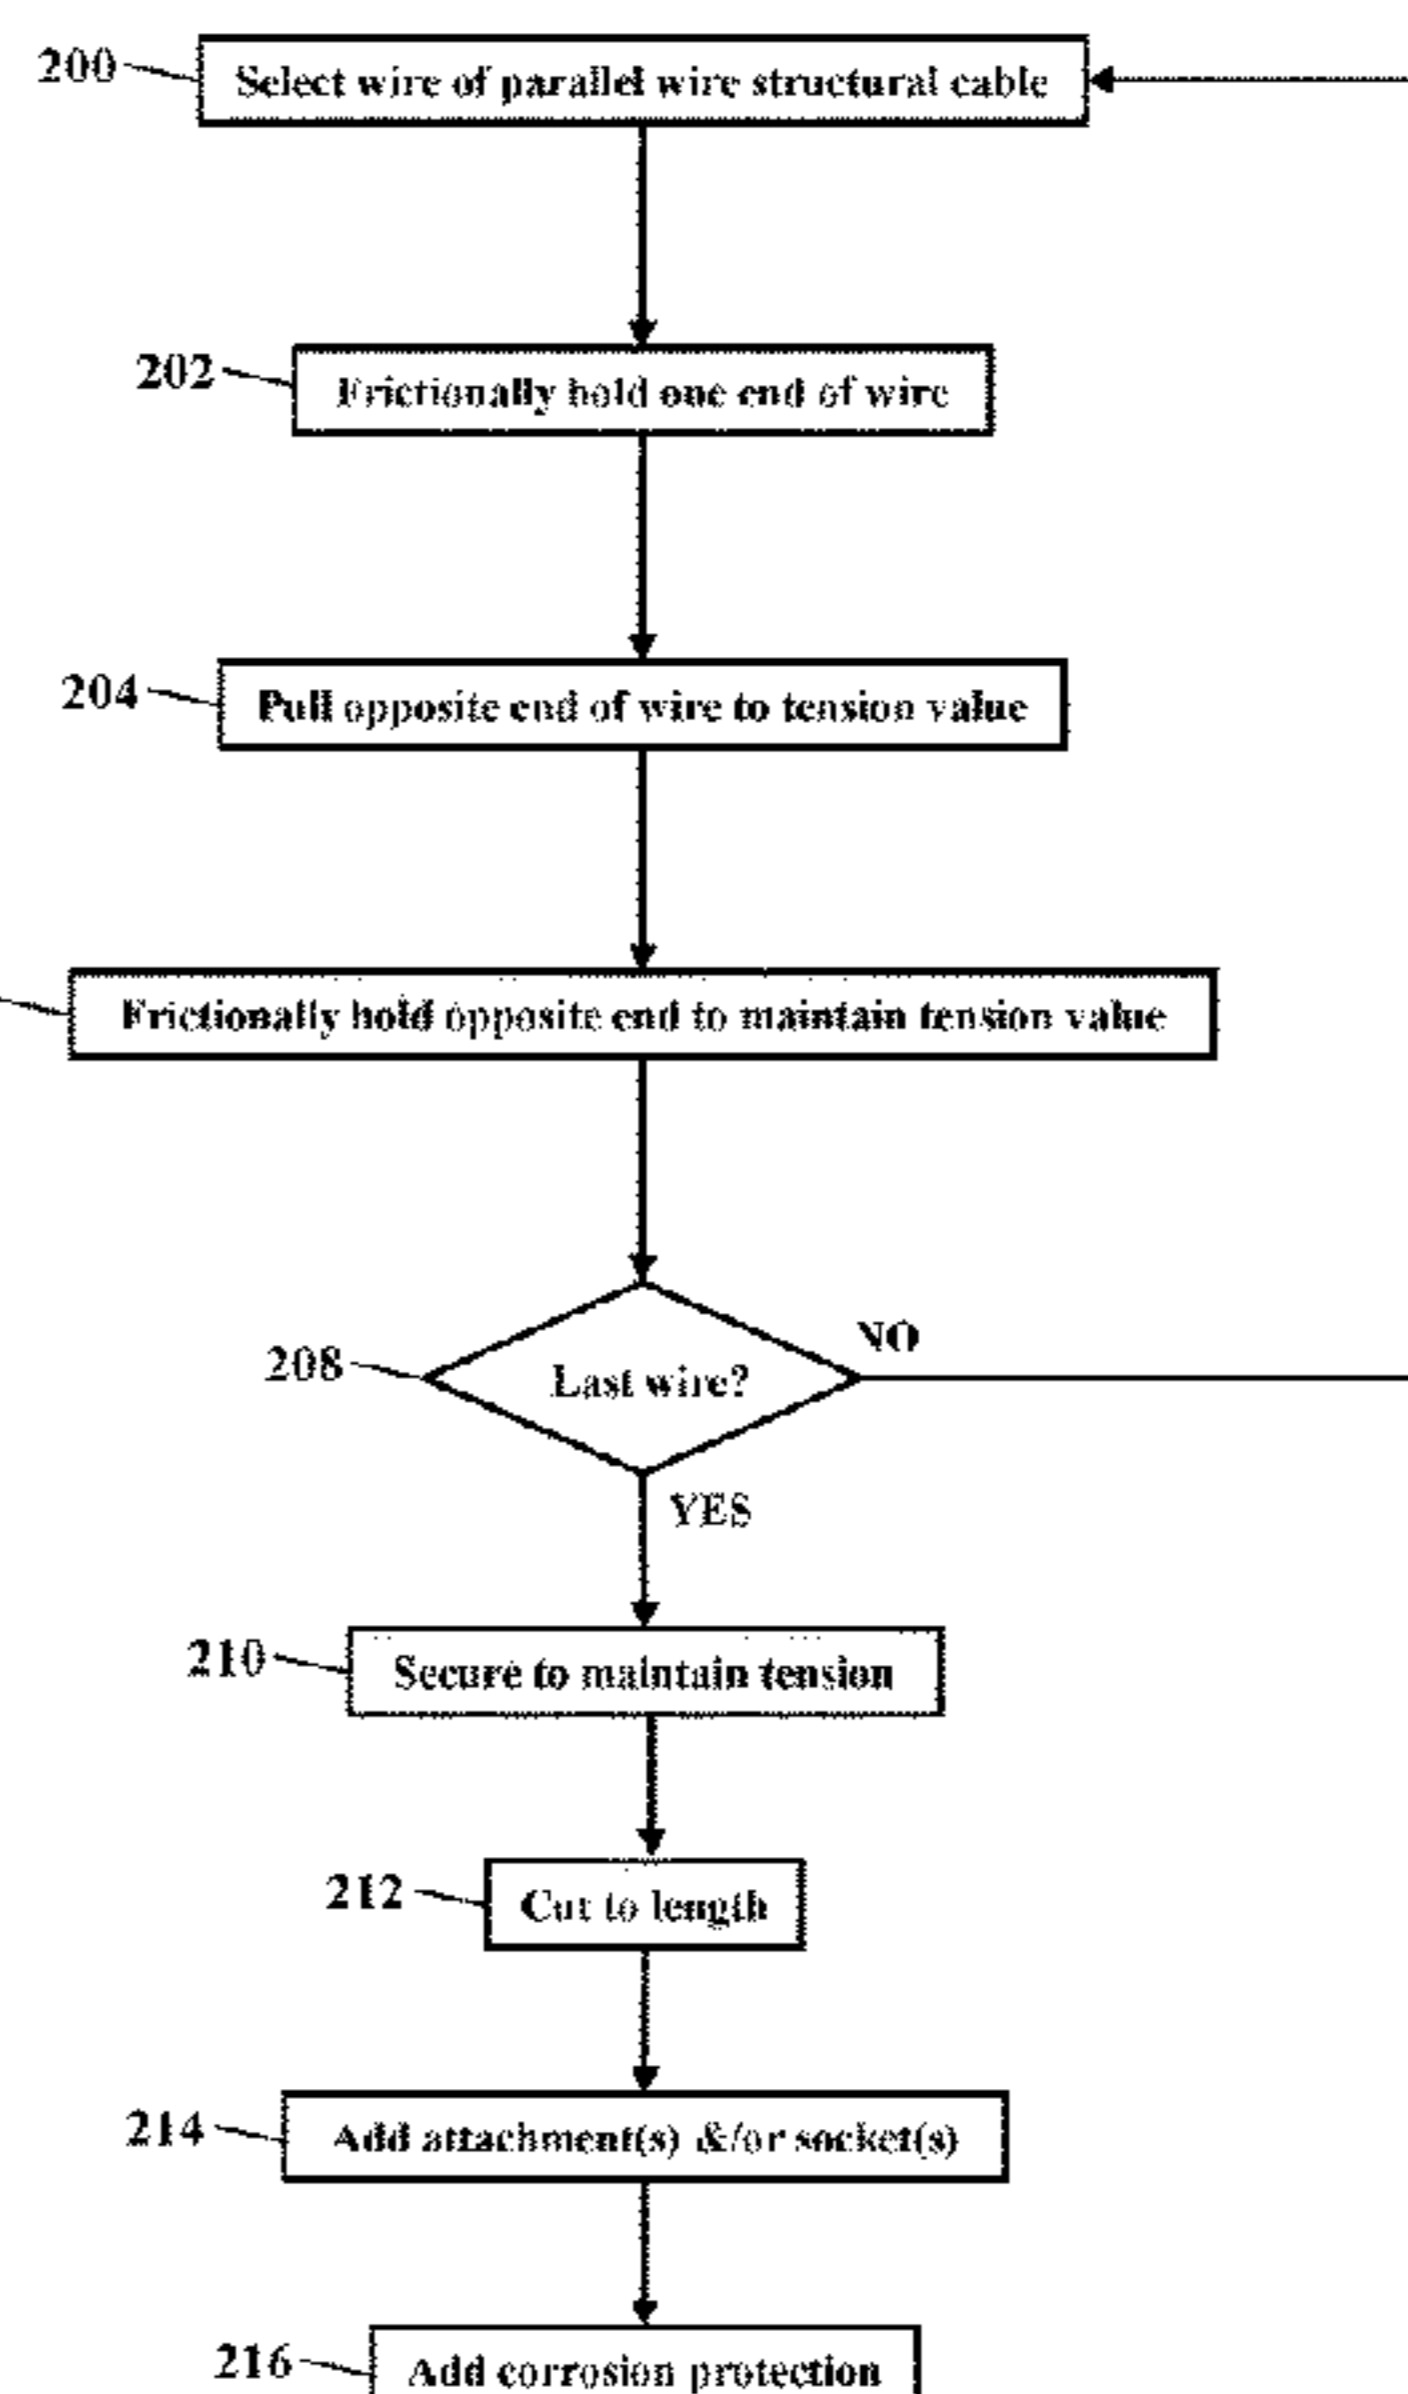 200 Select wire of parallel wire structural cable
202 Frictionally hold one end of wire
204 Pull opposite end of wire to tension value
Frictionally hold opposite end to maintain tension value
NO
208 Last wire?
YES
210 Secure to maintain tension
212 Cut to length
214 Add attachment(s) &/or socket(s)
216 Add corrosion protection